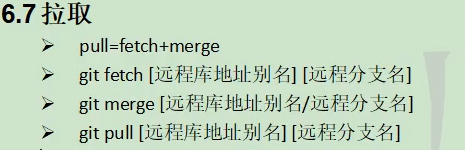 6.7 拉取
➢ pull=fetch+merge
➢ git fetch [远程库地址别名] [远程分支名]
➢ git merge [远程库地址别名/远程分支名]
➢ git pull [远程库地址别名] [远程分支名]